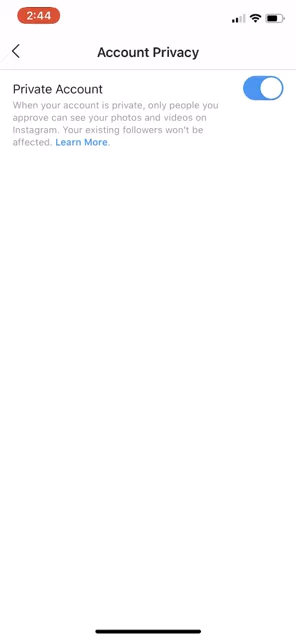 2:44
Account Privacy
Private Account
When your account is private, only people you
approve can see your photos and videos on
Instagram. Your existing followers won't be
affected. Learn More.